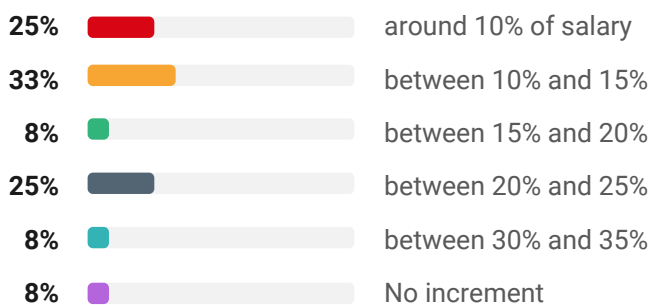 25% around 10% of salary
33% between 10% and 15%
8% between 15% and 20%
25% between 20% and 25%
8% between 30% and 35%
8% No increment